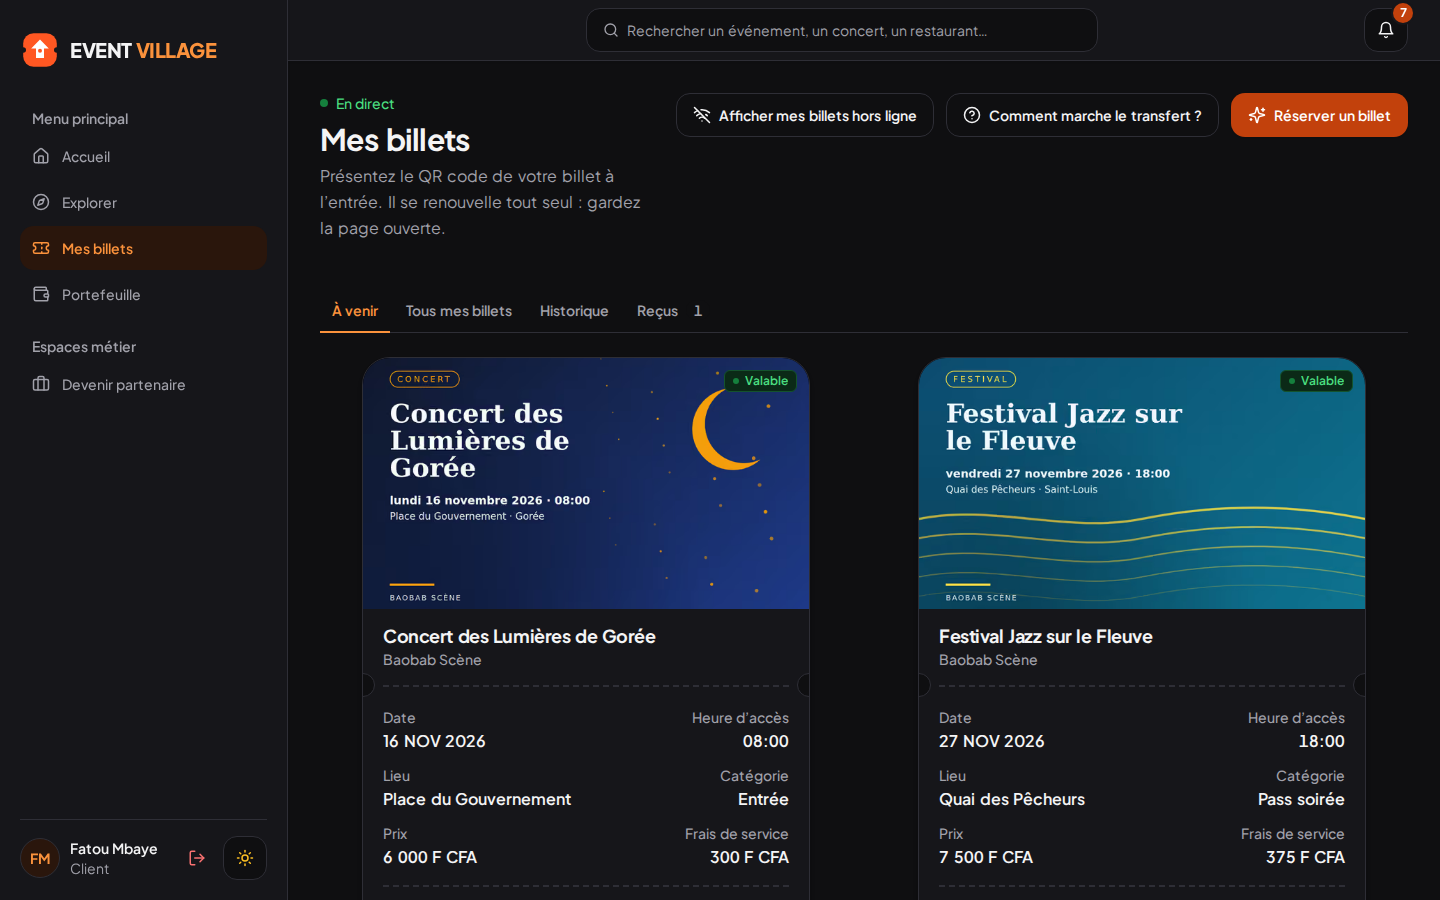 EVENT VILLAGE
Menu principal
Accueil
Explorer
Mes billets
Portefeuille
Espaces métier
Devenir partenaire
FM
Fatou Mbaye
Client
Rechercher un événement, un concert, un restaurant…
7
En direct
Mes billets
Présentez le QR code de votre billet à
l’entrée. Il se renouvelle tout seul : gardez
la page ouverte.
Afficher mes billets hors ligne
Comment marche le transfert ?
Réserver un billet
À venir
Tous mes billets
Historique
Reçus 1
CONCERT
Valable
Concert des
Lumières de
Gorée
lundi 16 novembre 2026 · 08:00
Place du Gouvernement · Gorée
BAOBAB SCÈNE
Concert des Lumières de Gorée
Baobab Scène
Date
Heure d’accès
16 NOV 2026
08:00
Lieu
Catégorie
Place du Gouvernement
Entrée
Prix
Frais de service
6 000 F CFA
300 F CFA
FESTIVAL
Valable
Festival Jazz sur
le Fleuve
vendredi 27 novembre 2026 · 18:00
Quai des Pêcheurs · Saint-Louis
BAOBAB SCÈNE
Festival Jazz sur le Fleuve
Baobab Scène
Date
Heure d’accès
27 NOV 2026
18:00
Lieu
Catégorie
Quai des Pêcheurs
Pass soirée
Prix
Frais de service
7 500 F CFA
375 F CFA